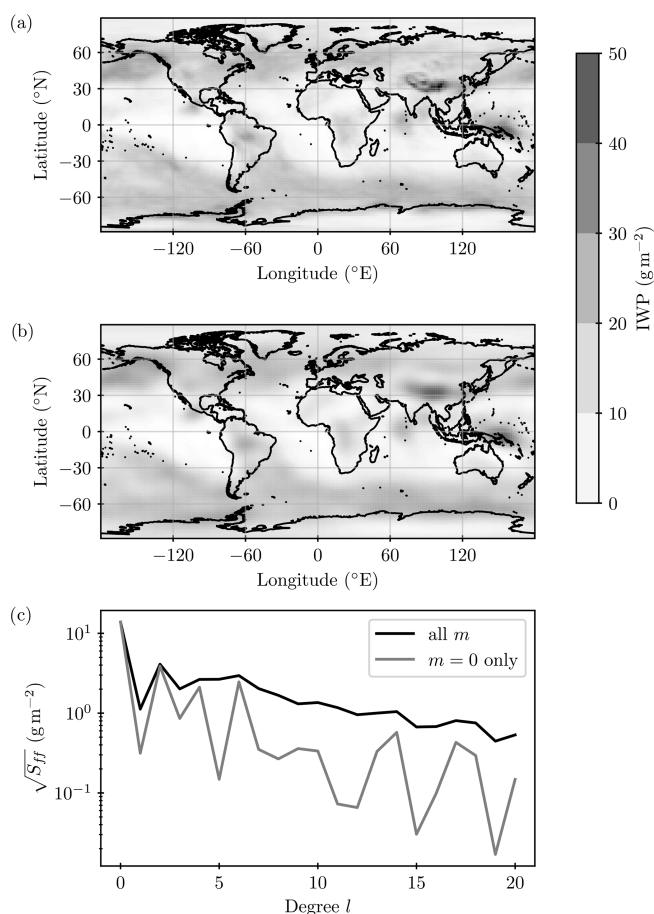 (a)
60
30
0
−30
−60
Latitude (°N)
−120
−60
0
60
120
Longitude (°E)
50
40
30
20
10
0
IWP (g m⁻²)
(b)
60
30
0
−30
−60
Latitude (°N)
−120
−60
0
60
120
Longitude (°E)
(c)
10¹
10⁰
10⁻¹
√S_ff (g m⁻²)
all m
m = 0 only
0
5
10
15
20
Degree l